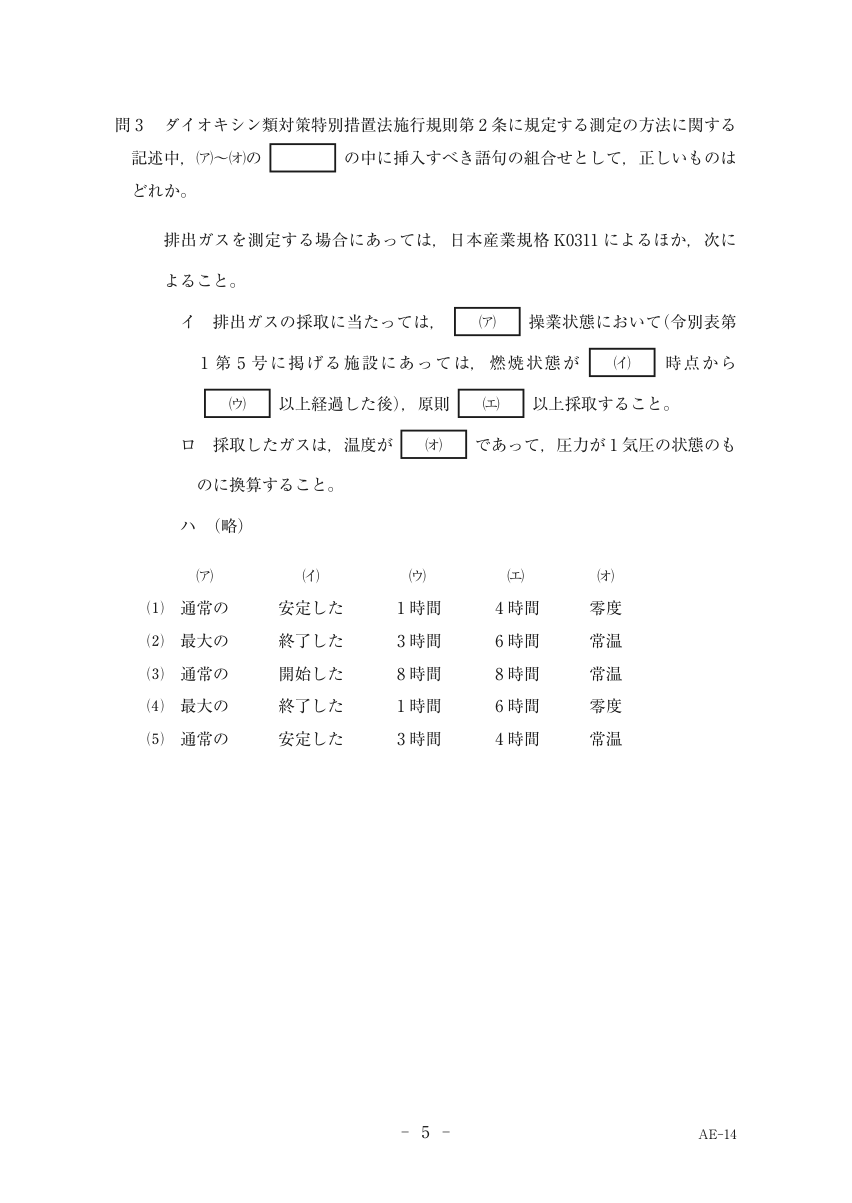 問3 ダイオキシン類対策特別措置法施行規則第2条に規定する測定の方法に関する
記述中，㋐～㋔の の中に挿入すべき語句の組合せとして，正しいものは
どれか。
排出ガスを測定する場合にあっては，日本産業規格 K0311 によるほか，次に
よること。
イ 排出ガスの採取に当たっては， (ア) 操業状態において(令別表第
1第5号に掲げる施設にあっては，燃焼状態が (イ) 時点から
(ウ) 以上経過した後)，原則 (エ) 以上採取すること。
ロ 採取したガスは，温度が (オ) であって，圧力が1気圧の状態のも
のに換算すること。
ハ (略)
(ア) (イ) (ウ) (エ) (オ)
(1) 通常の 安定した 1時間 4時間 零度
(2) 最大の 終了した 3時間 6時間 常温
(3) 通常の 開始した 8時間 8時間 常温
(4) 最大の 終了した 1時間 6時間 零度
(5) 通常の 安定した 3時間 4時間 常温
- 5 -
AE-14